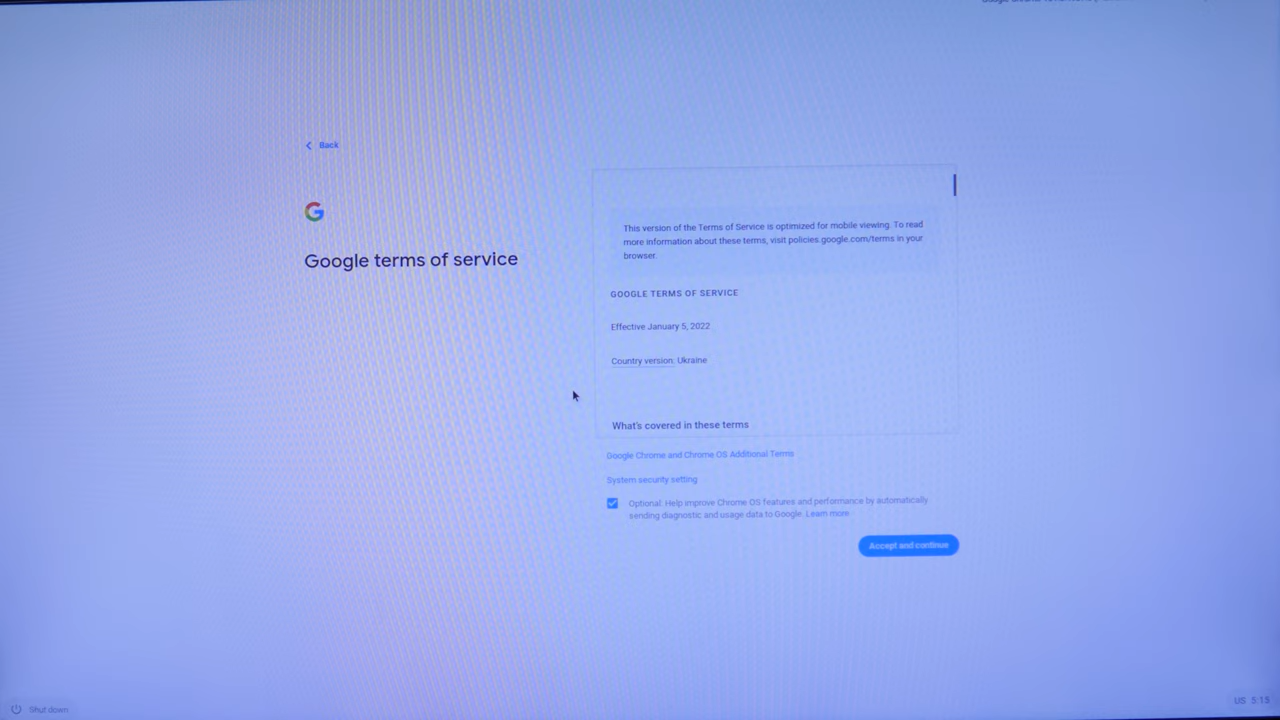 Back
Google terms of service
This version of the Terms of Service is optimized for mobile viewing. To read
more information about these terms, visit policies.google.com/terms in your
browser.
GOOGLE TERMS OF SERVICE
Effective January 5, 2022
Country version: Ukraine
What's covered in these terms
Google Chrome and Chrome OS Additional Terms
System security setting
Optional: Help improve Chrome OS features and performance by automatically
sending diagnostic and usage data to Google. Learn more
Accept and continue
Shut down
US 5:15